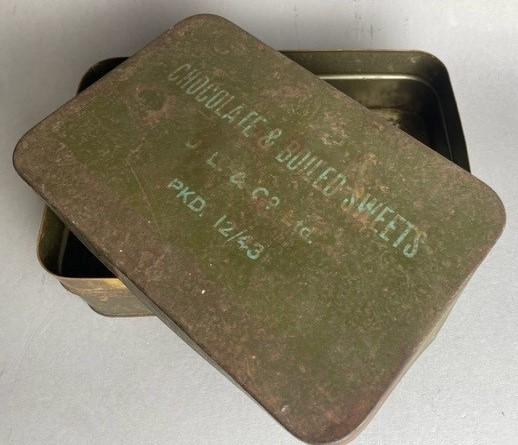 CHOCOLATE & BOILED SWEETS
L. & Co Ltd.
PKD. 12/43